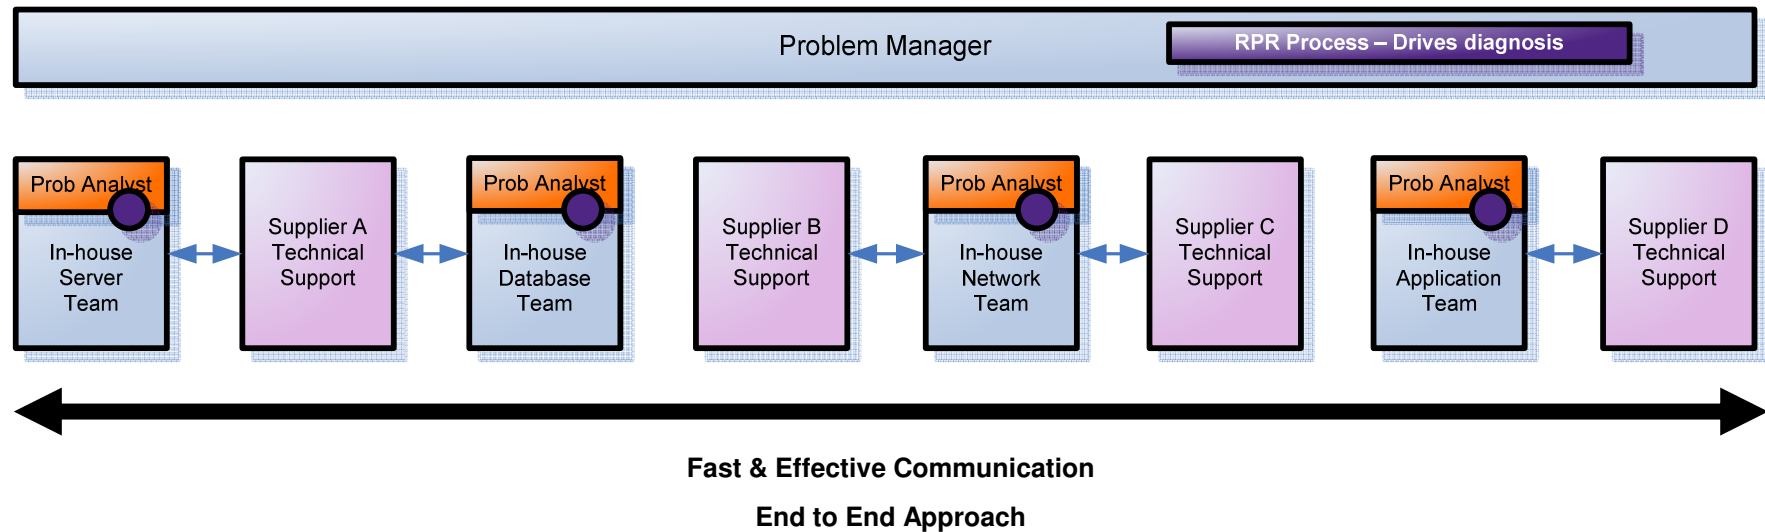 Problem Manager
RPR Process – Drives diagnosis
Prob Analyst
In-house
Server
Team
Supplier A
Technical
Support
Prob Analyst
In-house
Database
Team
Supplier B
Technical
Support
Prob Analyst
In-house
Network
Team
Supplier C
Technical
Support
Prob Analyst
In-house
Application
Team
Supplier D
Technical
Support
Fast & Effective Communication
End to End Approach